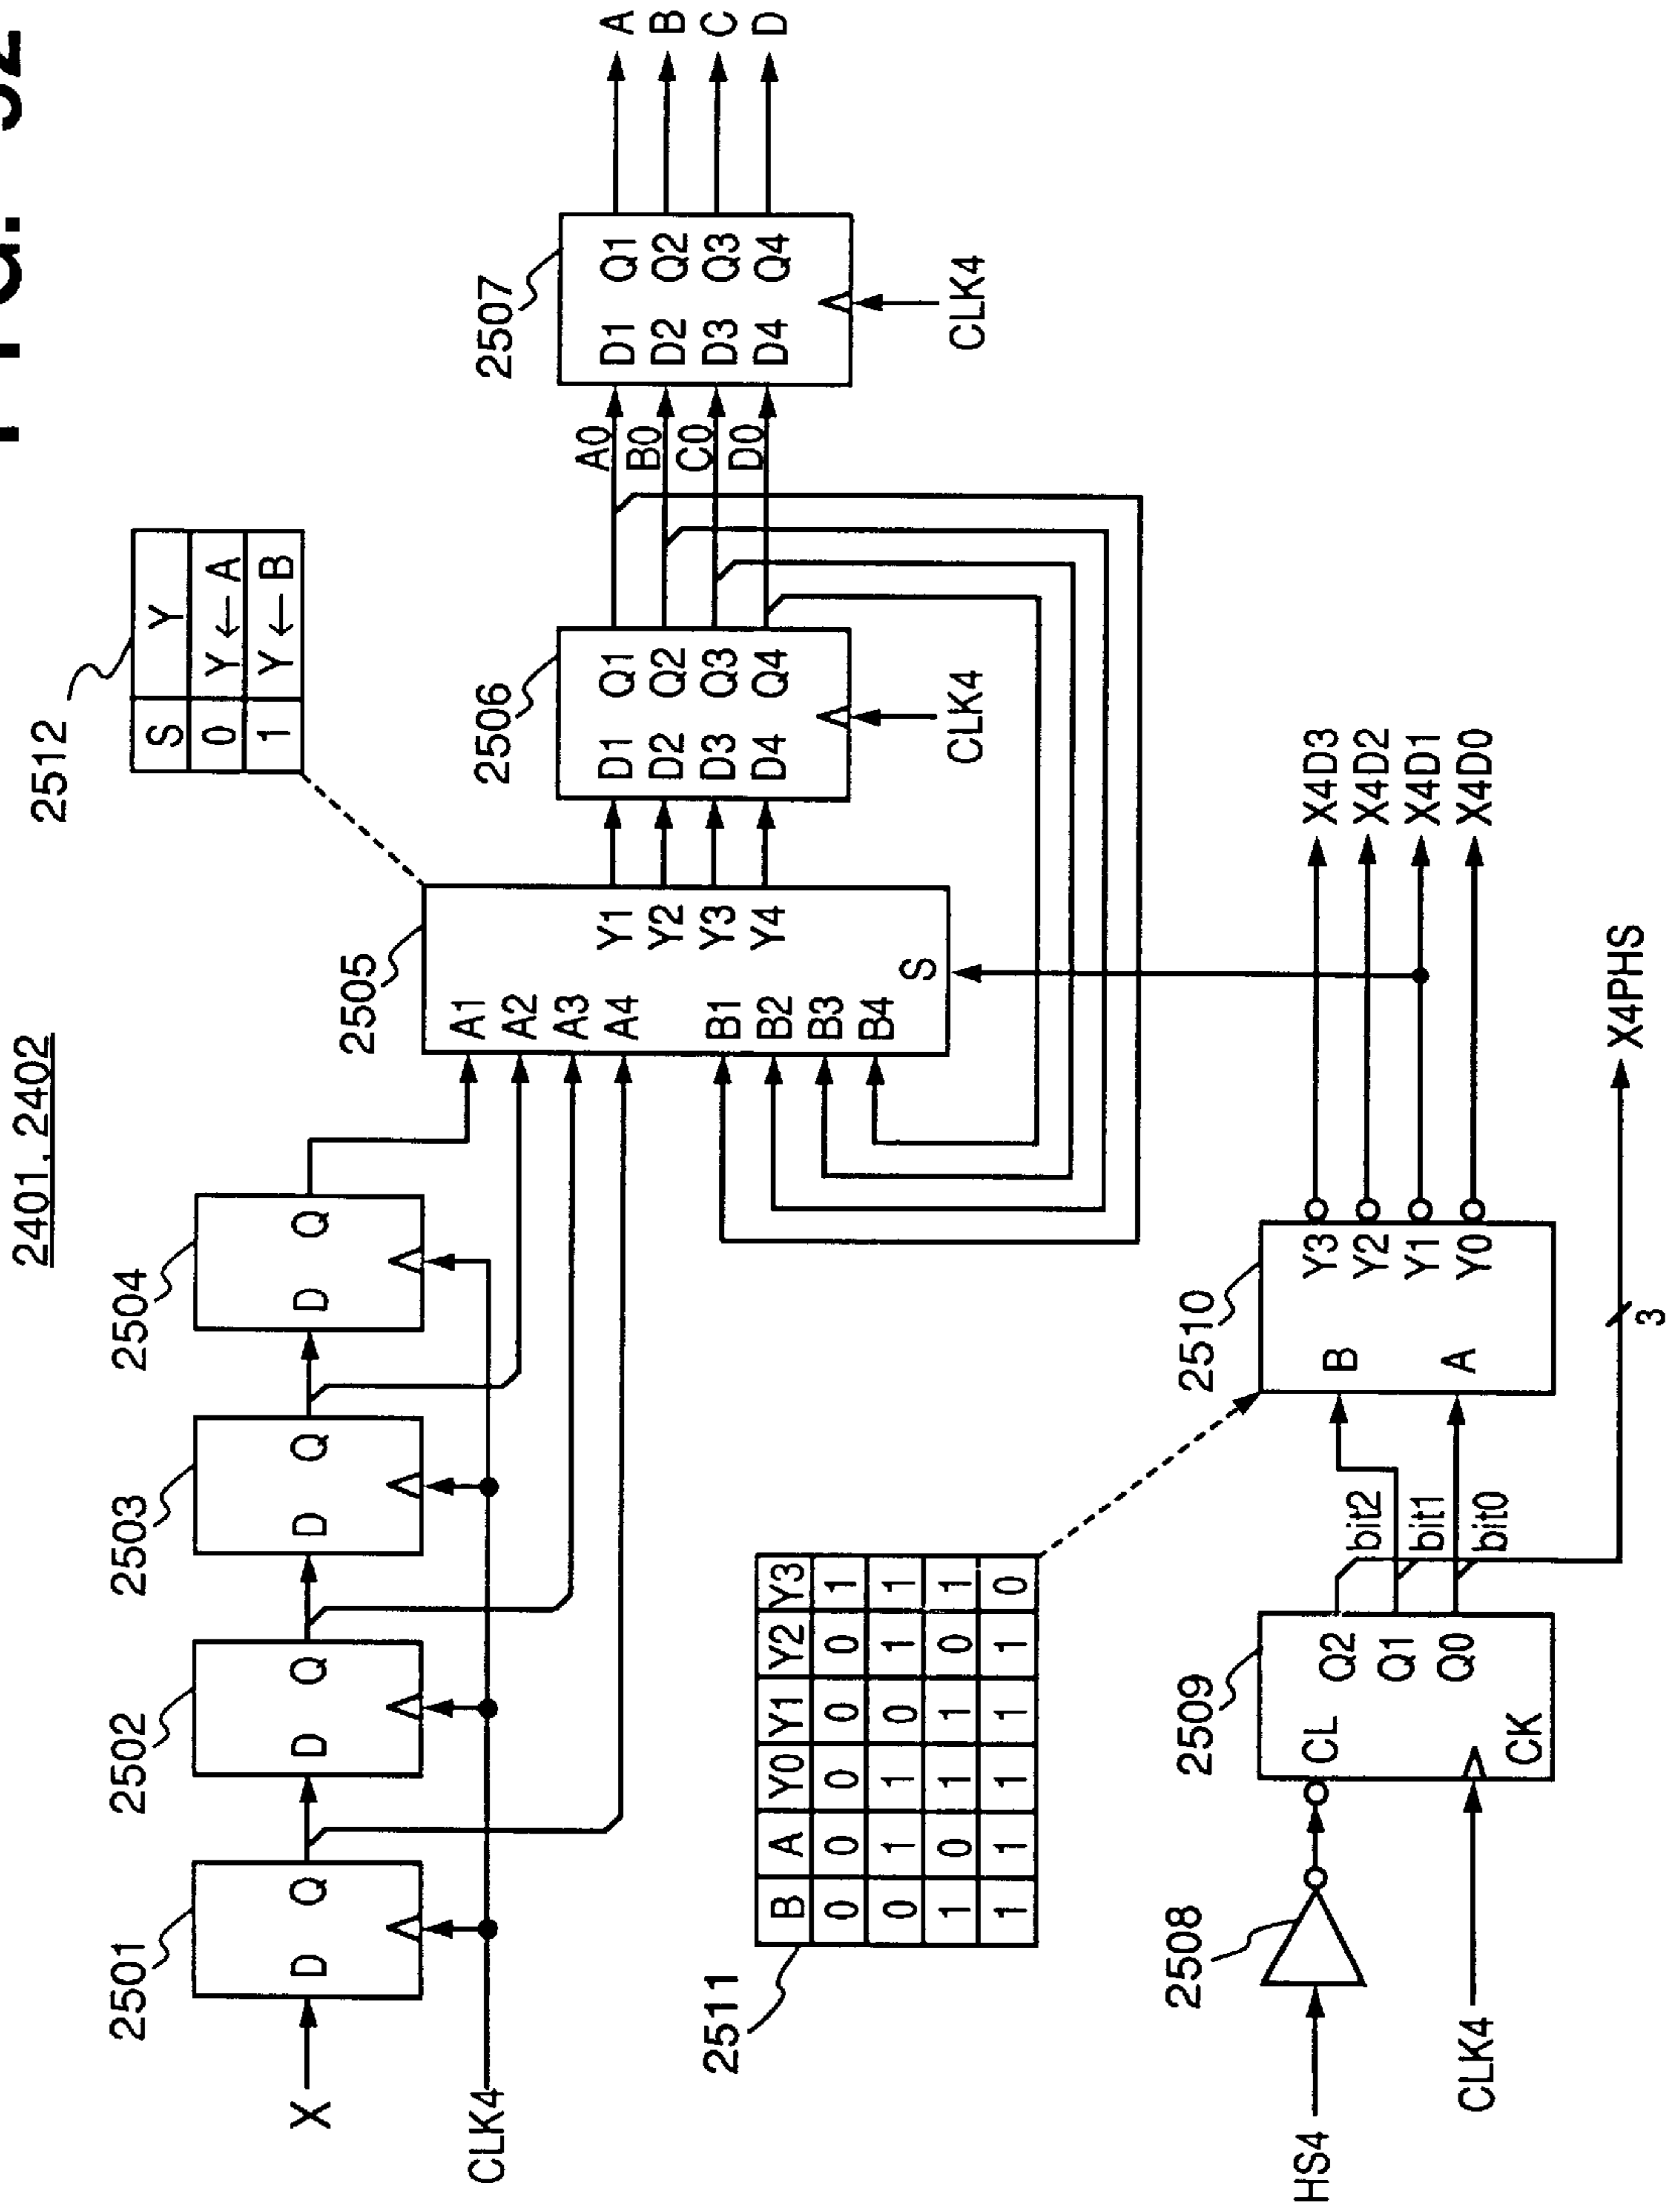 2401, 2402
2501
D Q
2502
D Q
2503
D Q
2504
D Q
X
CLK4
2505
A1
A2
A3
A4
B1
B2
B3
B4
S
Y1
Y2
Y3
Y4
2512
S Y
0 Y←A
1 Y←B
2506
D1 Q1
D2 Q2
D3 Q3
D4 Q4
CLK4
A0
B0
C0
D0
2507
D1 Q1
D2 Q2
D3 Q3
D4 Q4
CLK4
A
B
C
D
2511
B A Y0 Y1 Y2 Y3
0 0 0 0 0 1
0 1 1 0 1 1
1 0 1 1 0 1
1 1 1 1 1 0
HS4
2508
CLK4
2509
CL
CK
Q2
Q1
Q0
bit2
bit1
bit0
2510
B
A
Y3
Y2
Y1
Y0
X4D3
X4D2
X4D1
X4D0
3
X4PHS